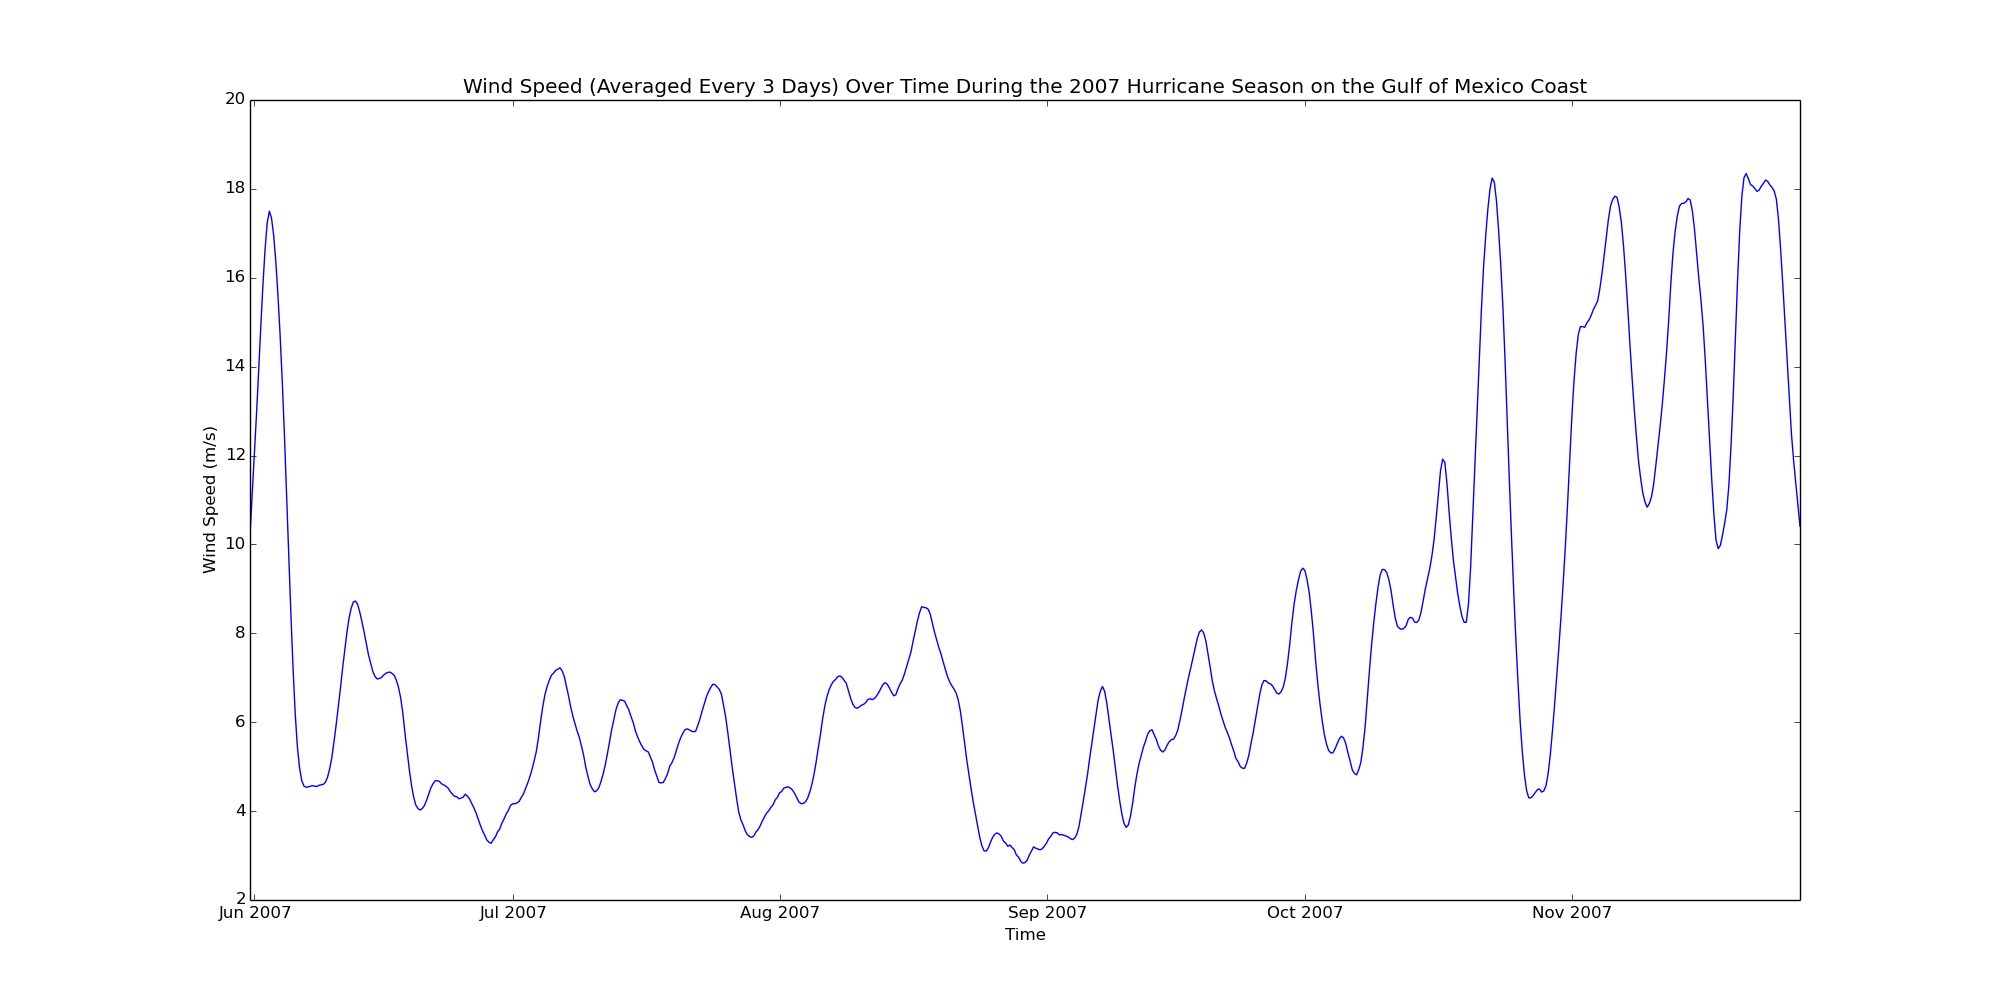 Wind Speed (Averaged Every 3 Days) Over Time During the 2007 Hurricane Season on the Gulf of Mexico Coast
20
18
16
14
12
10
8
6
4
2
Wind Speed (m/s)
Jun 2007
Jul 2007
Aug 2007
Sep 2007
Oct 2007
Nov 2007
Time